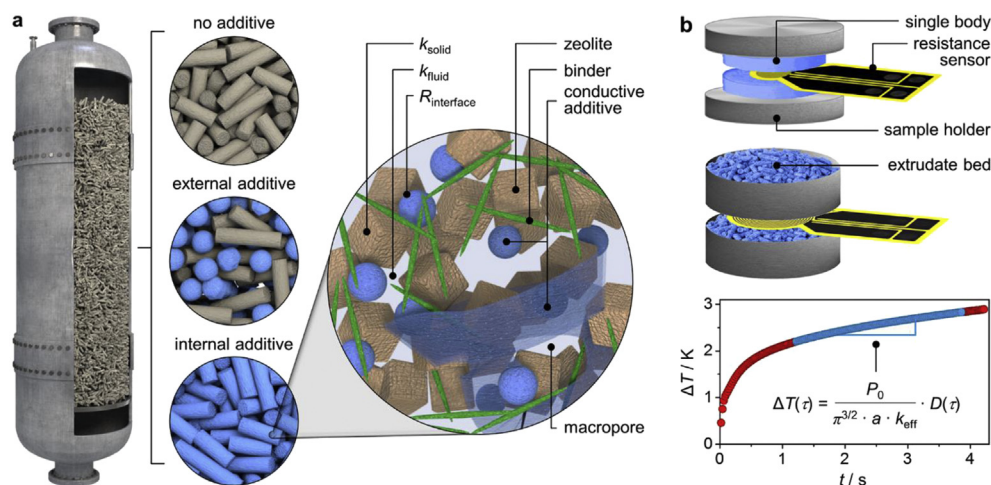 a
no additive
external additive
internal additive
k_solid
k_fluid
R_interface
zeolite
binder
conductive
additive
macropore
b
single body
resistance
sensor
sample holder
extrudate bed
3
2
1
0
ΔT / K
ΔT(τ) = P₀ / (π^3/2 · a · k_eff) · D(τ)
0 1 2 3 4
t / s